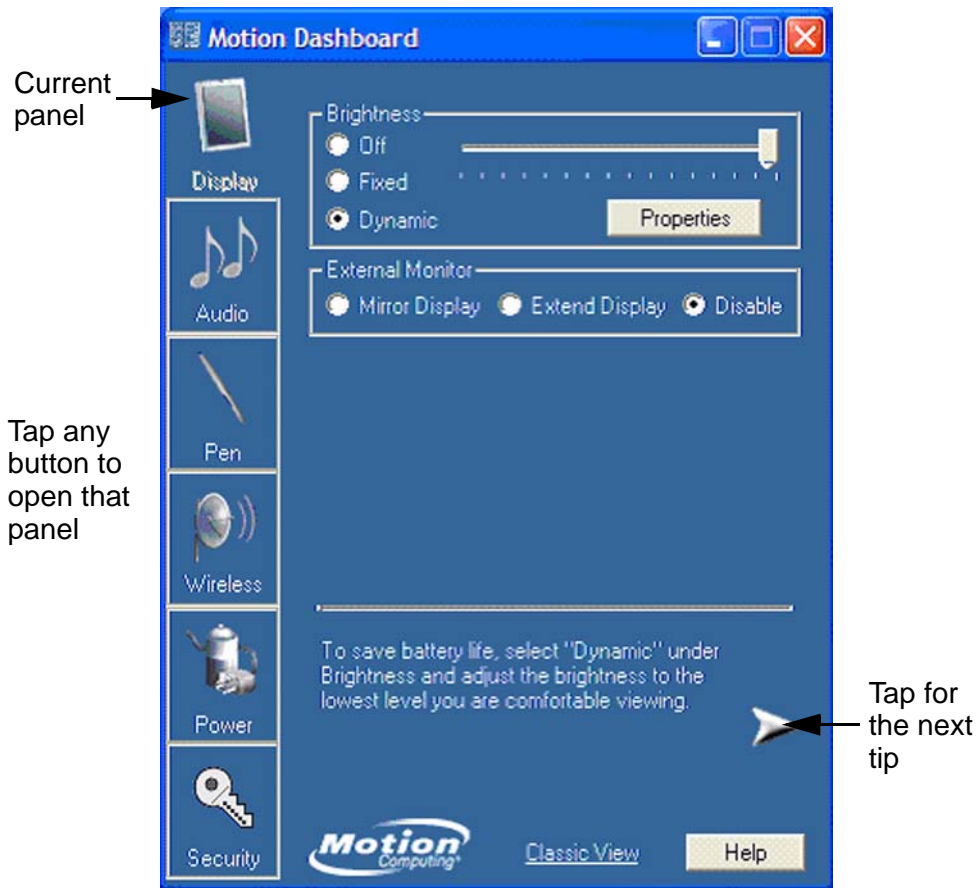 Motion Dashboard
Current
panel
Display
Audio
Tap any
button to
open that
panel
Pen
Wireless
Power
Security
Brightness
Off
Fixed
Dynamic
Properties
External Monitor
Mirror Display
Extend Display
Disable
To save battery life, select "Dynamic" under
Brightness and adjust the brightness to the
lowest level you are comfortable viewing.
Tap for
the next
tip
Motion
Computing
Classic View
Help